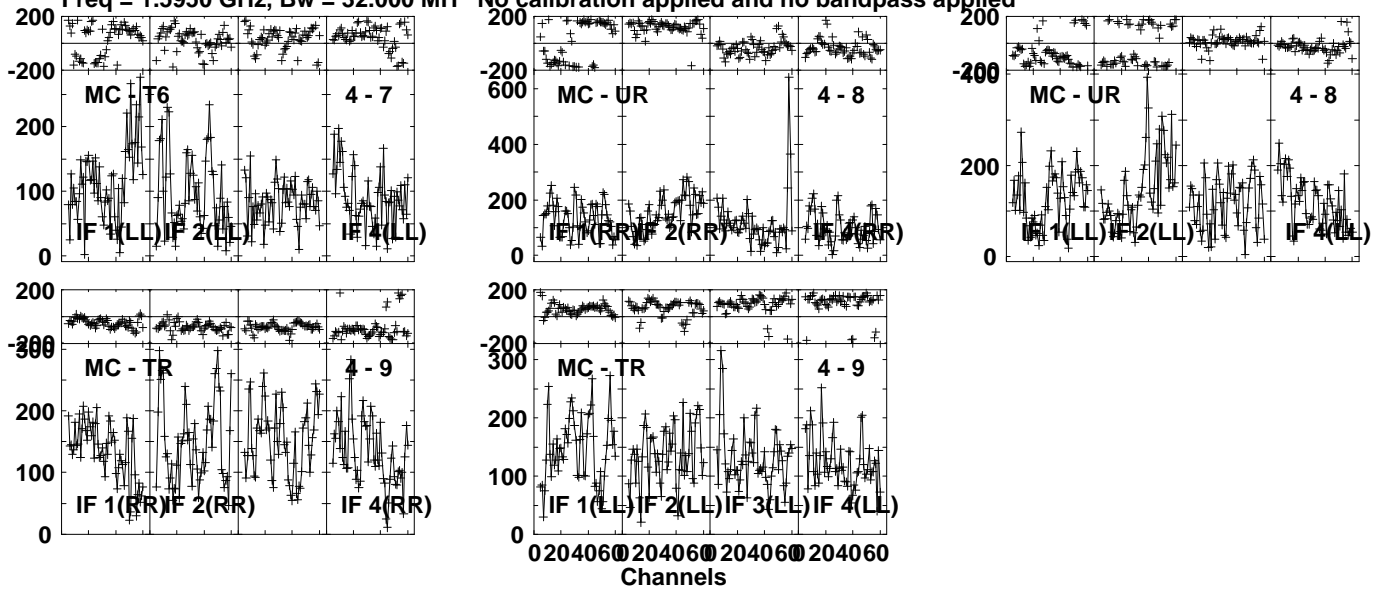 Freq = 1.5950 GHz, Bw = 32.000 MH No calibration applied and no bandpass applied
200 200 200
-200 -200 -200
MC - T6 4 - 7 MC - UR 4 - 8 MC - UR 4 - 8
200 100 0
600 400 200 0
400 200 0
IF 1(LL) IF 2(LL) IF 4(LL) IF 1(RR) IF 2(RR) IF 4(RR) IF 1(LL) IF 2(LL) IF 4(LL)
200 200
-200 -200
MC - TR 4 - 9 MC - TR 4 - 9
300 200 100 0
300 200 100 0
IF 1(RR) IF 2(RR) IF 4(RR) IF 1(LL) IF 2(LL) IF 3(LL) IF 4(LL)
0 20 40 60 0 20 40 60 0 20 40 60 0 20 40 60
Channels